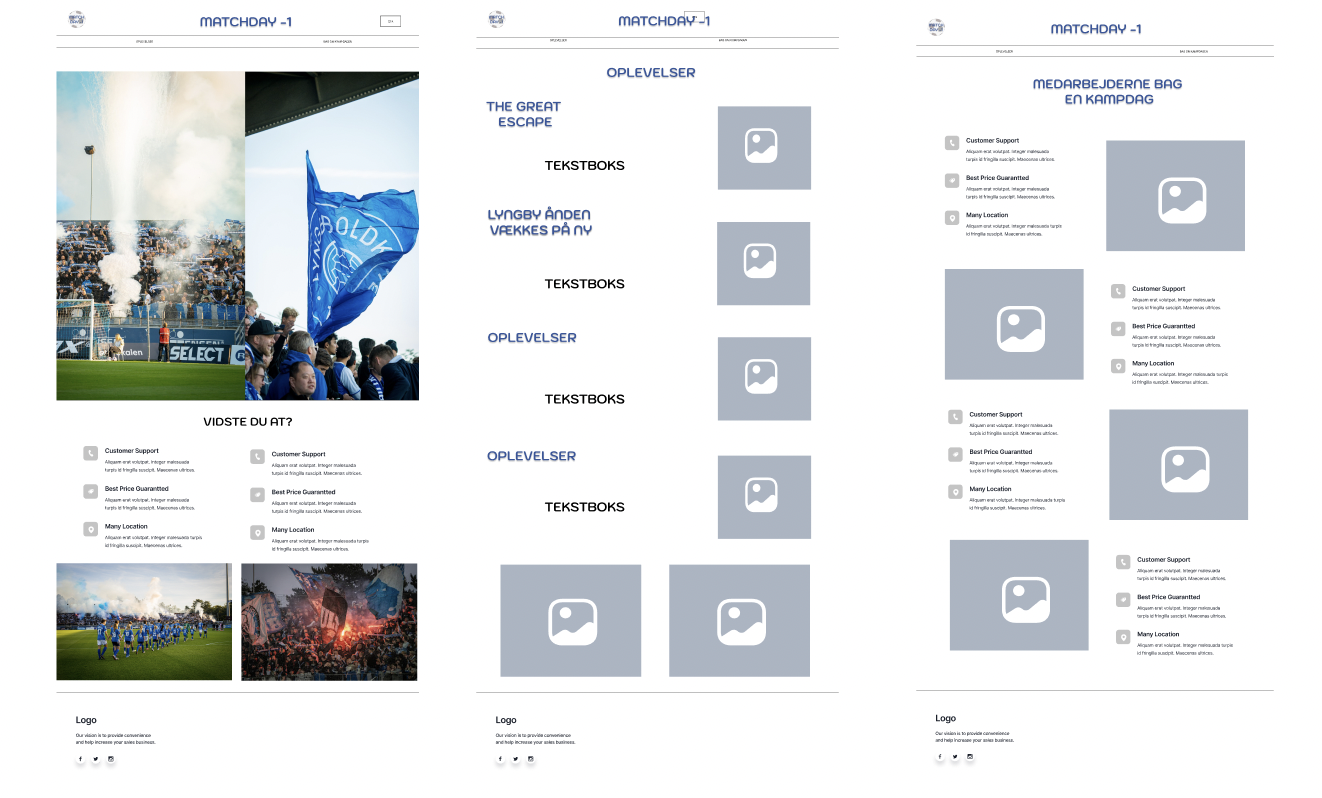 MATCHDAY -1
OPLEVELSER
BAG OM KAMPDAGEN
SELECT
VIDSTE DU AT?
Customer Support
Aliquam erat volutpat. Integer malesuada
turpis id fringilla suscipit. Maecenas ultrices.
Best Price Guarantted
Aliquam erat volutpat. Integer malesuada
turpis id fringilla suscipit. Maecenas ultrices.
Many Location
Aliquam erat volutpat. Integer malesuada turpis
id fringilla suscipit. Maecenas ultrices.
Customer Support
Aliquam erat volutpat. Integer malesuada
turpis id fringilla suscipit. Maecenas ultrices.
Best Price Guarantted
Aliquam erat volutpat. Integer malesuada
turpis id fringilla suscipit. Maecenas ultrices.
Many Location
Aliquam erat volutpat. Integer malesuada turpis
id fringilla suscipit. Maecenas ultrices.
Logo
Our vision is to provide convenience
and help increase your sales business.
MATCHDAY -1
OPLEVELSER
BAG OM KAMPDAGEN
OPLEVELSER
THE GREAT
ESCAPE
TEKSTBOKS
LYNGBY ÅNDEN
VÆKKES PÅ NY
TEKSTBOKS
OPLEVELSER
TEKSTBOKS
OPLEVELSER
TEKSTBOKS
Logo
Our vision is to provide convenience
and help increase your sales business.
MATCHDAY -1
OPLEVELSER
BAG OM KAMPDAGEN
MEDARBEJDERNE BAG
EN KAMPDAG
Customer Support
Aliquam erat volutpat. Integer malesuada
turpis id fringilla suscipit. Maecenas ultrices.
Best Price Guarantted
Aliquam erat volutpat. Integer malesuada
turpis id fringilla suscipit. Maecenas ultrices.
Many Location
Aliquam erat volutpat. Integer malesuada turpis
id fringilla suscipit. Maecenas ultrices.
Customer Support
Aliquam erat volutpat. Integer malesuada
turpis id fringilla suscipit. Maecenas ultrices.
Best Price Guarantted
Aliquam erat volutpat. Integer malesuada
turpis id fringilla suscipit. Maecenas ultrices.
Many Location
Aliquam erat volutpat. Integer malesuada turpis
id fringilla suscipit. Maecenas ultrices.
Customer Support
Aliquam erat volutpat. Integer malesuada
turpis id fringilla suscipit. Maecenas ultrices.
Best Price Guarantted
Aliquam erat volutpat. Integer malesuada
turpis id fringilla suscipit. Maecenas ultrices.
Many Location
Aliquam erat volutpat. Integer malesuada turpis
id fringilla suscipit. Maecenas ultrices.
Customer Support
Aliquam erat volutpat. Integer malesuada
turpis id fringilla suscipit. Maecenas ultrices.
Best Price Guarantted
Aliquam erat volutpat. Integer malesuada
turpis id fringilla suscipit. Maecenas ultrices.
Many Location
Aliquam erat volutpat. Integer malesuada turpis
id fringilla suscipit. Maecenas ultrices.
Logo
Our vision is to provide convenience
and help increase your sales business.